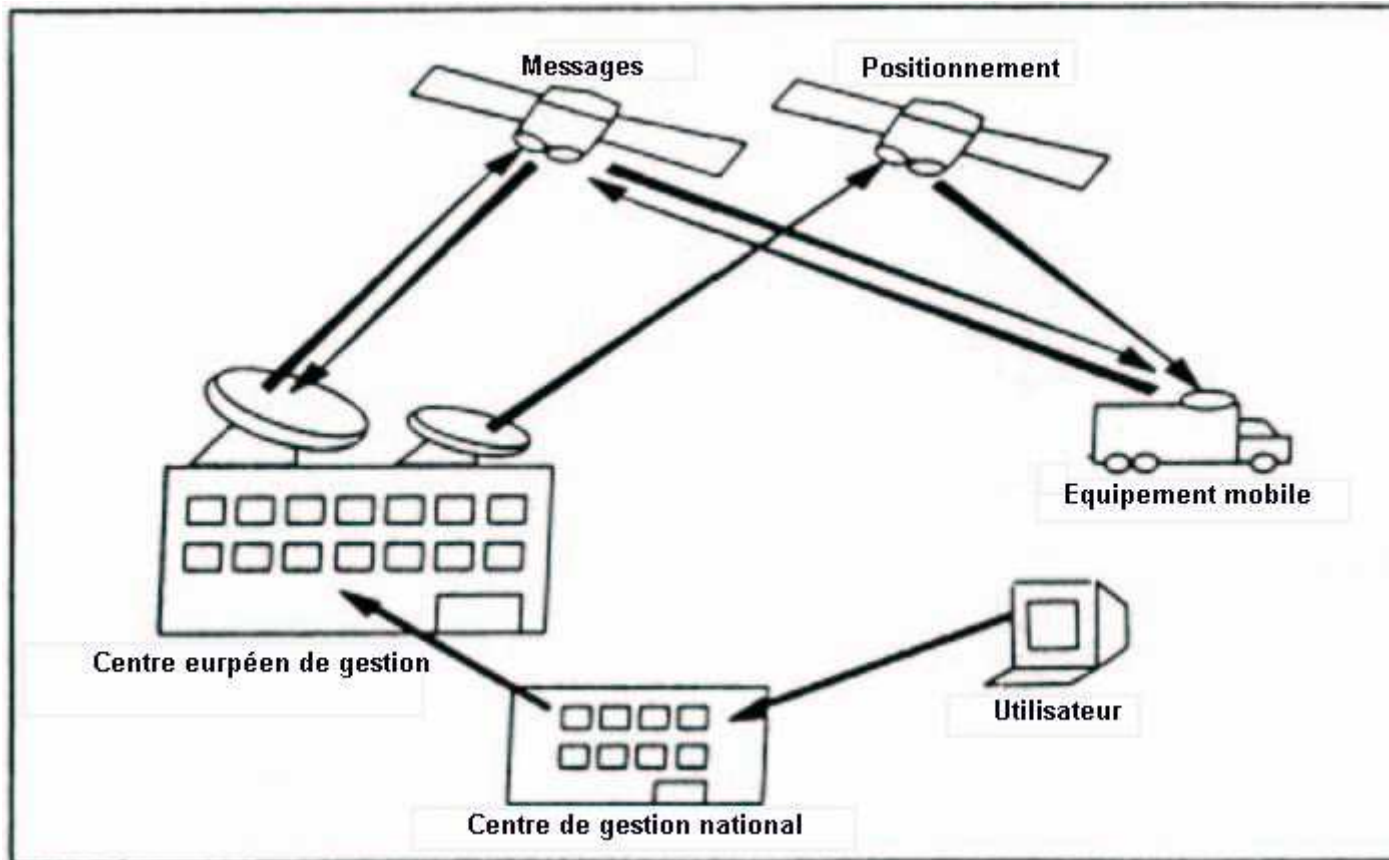 Messages
Positionnement
Equipement mobile
Centre eurpéen de gestion
Utilisateur
Centre de gestion national